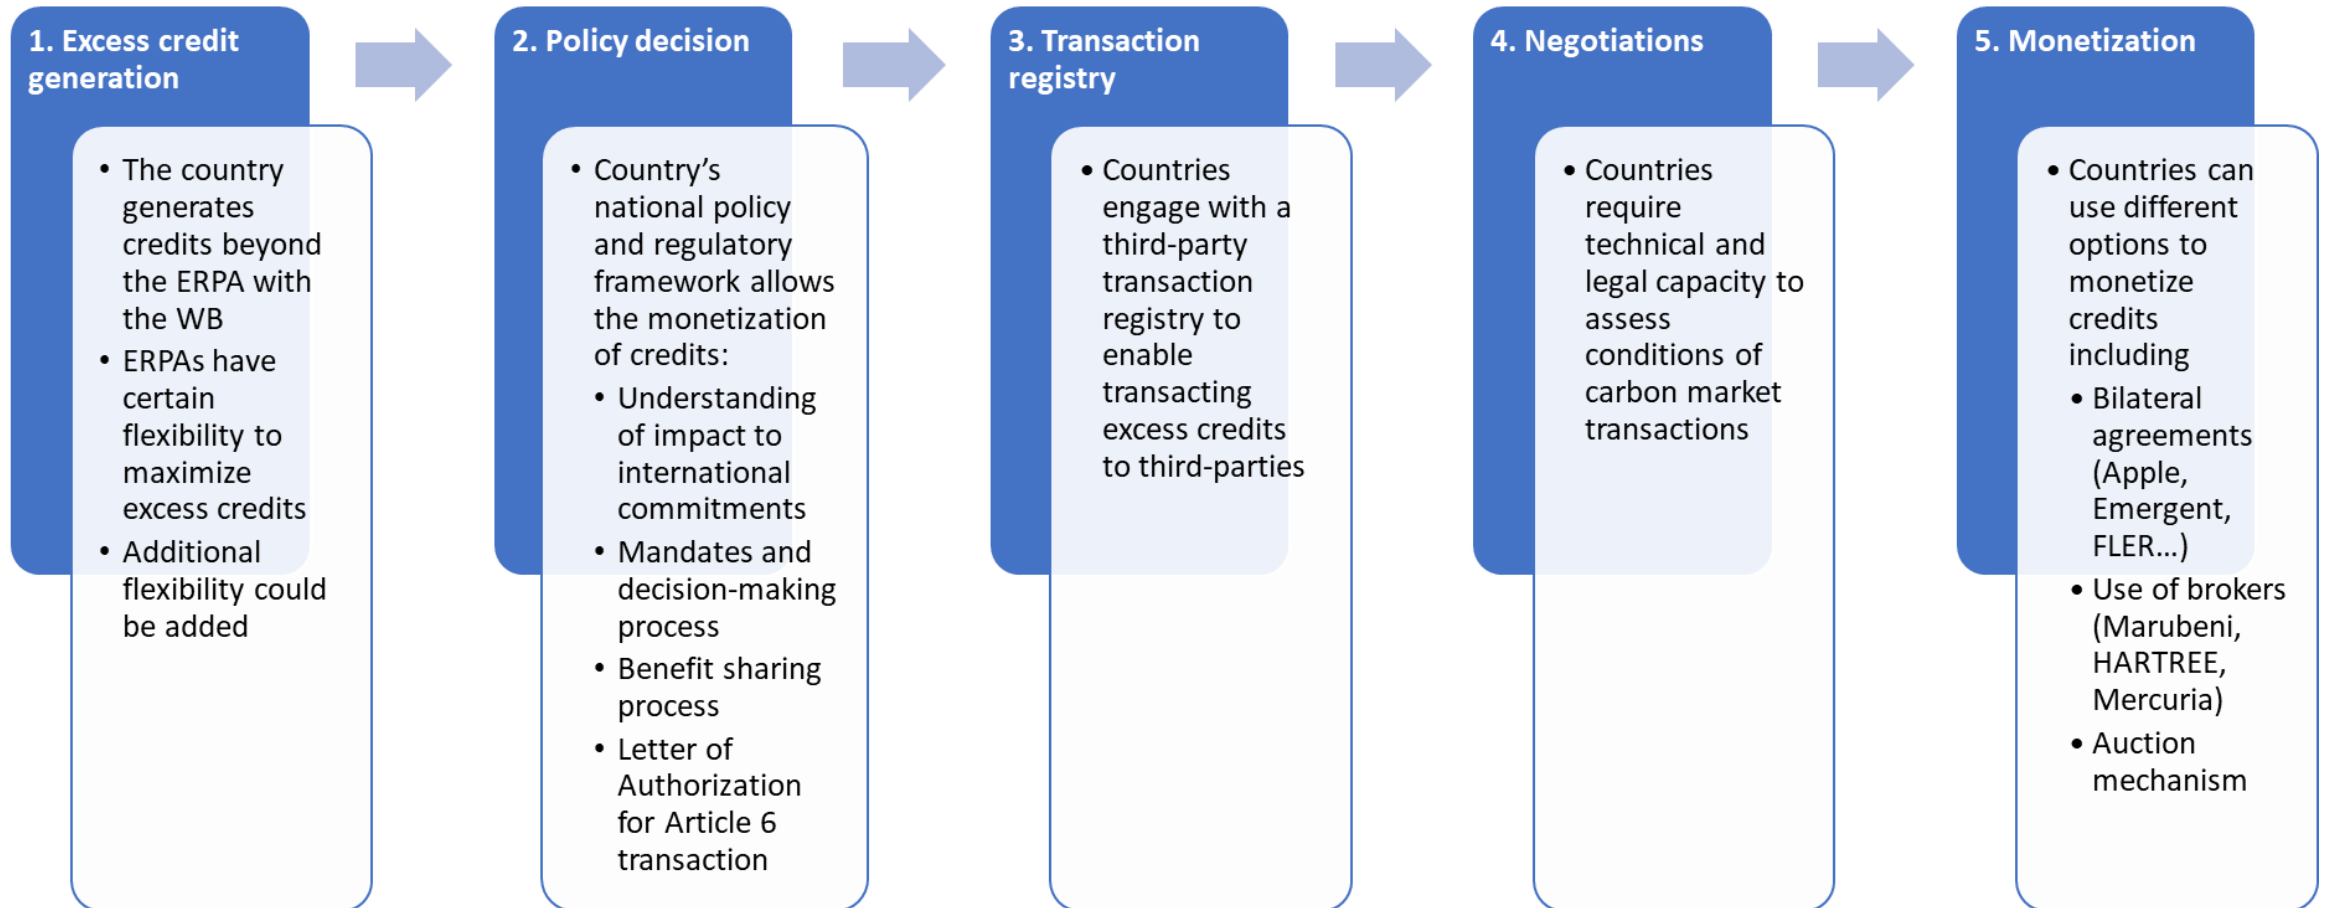 1. Excess credit
generation
• The country
generates
credits beyond
the ERPA with
the WB
• ERPAs have
certain
flexibility to
maximize
excess credits
• Additional
flexibility could
be added
2. Policy decision
• Country’s
national policy
and regulatory
framework allows
the monetization
of credits:
• Understanding
of impact to
international
commitments
• Mandates and
decision-making
process
• Benefit sharing
process
• Letter of
Authorization
for Article 6
transaction
3. Transaction
registry
• Countries
engage with a
third-party
transaction
registry to
enable
transacting
excess credits
to third-parties
4. Negotiations
• Countries
require
technical and
legal capacity to
assess
conditions of
carbon market
transactions
5. Monetization
• Countries can
use different
options to
monetize
credits
including
• Bilateral
agreements
(Apple,
Emergent,
FLER...)
• Use of brokers
(Marubeni,
HARTREE,
Mercuria)
• Auction
mechanism